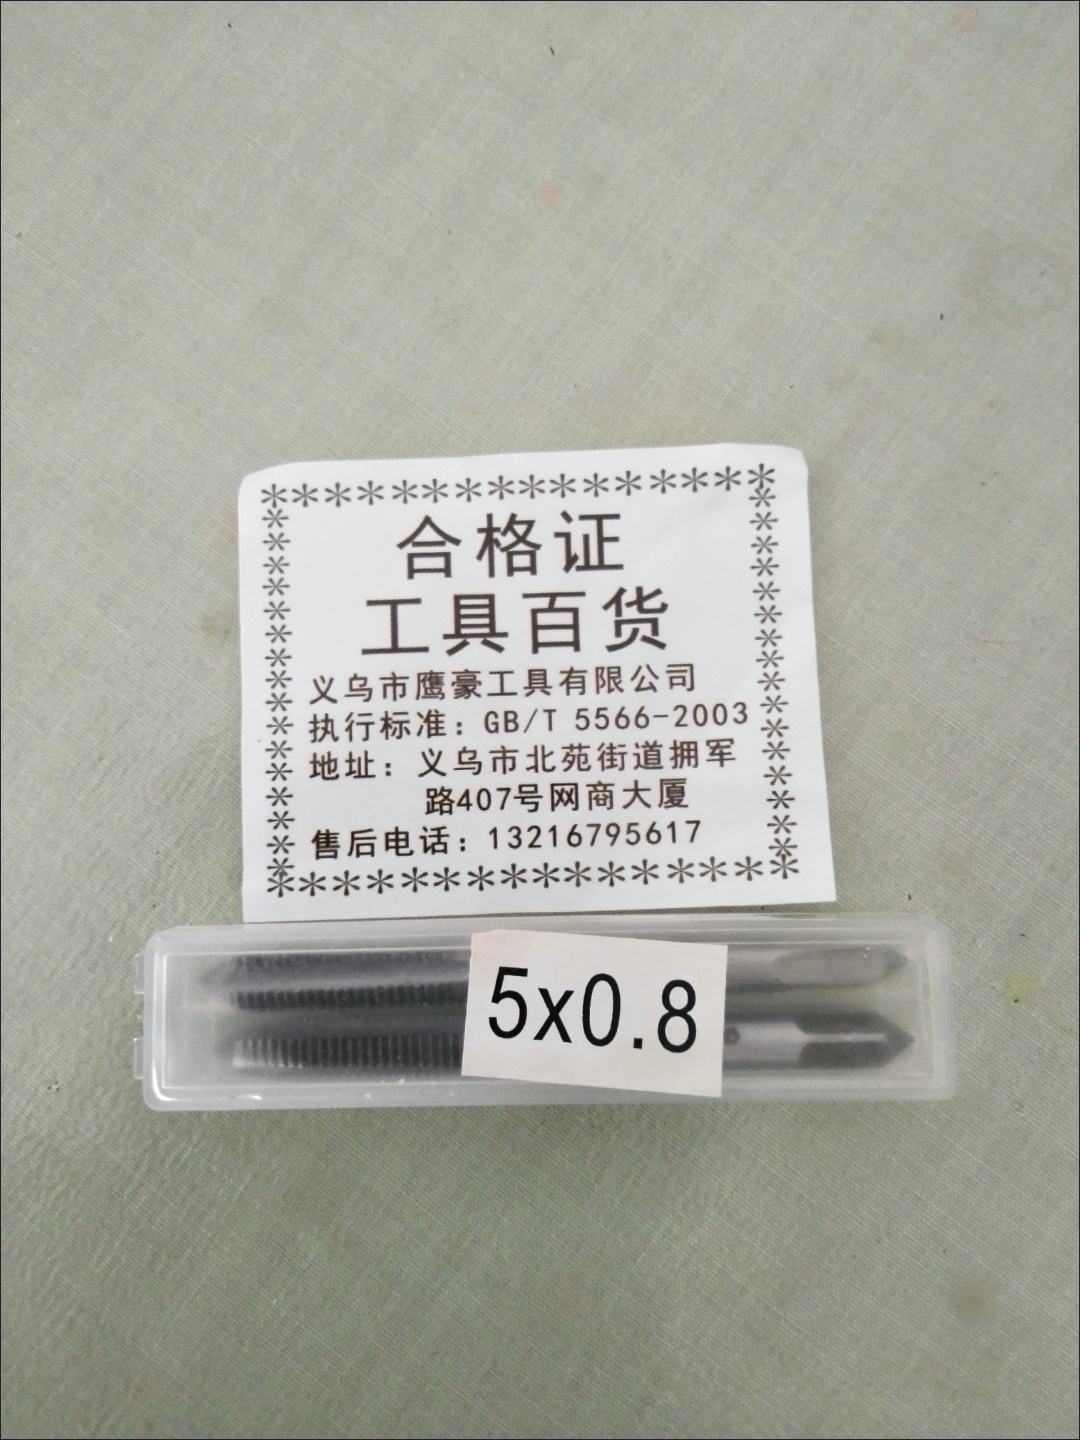 合格证
工具百货
义乌市鹰豪工具有限公司
执行标准：GB/T 5566-2003
地址：义乌市北苑街道拥军
路407号网商大厦
售后电话：13216795617
5x0.8